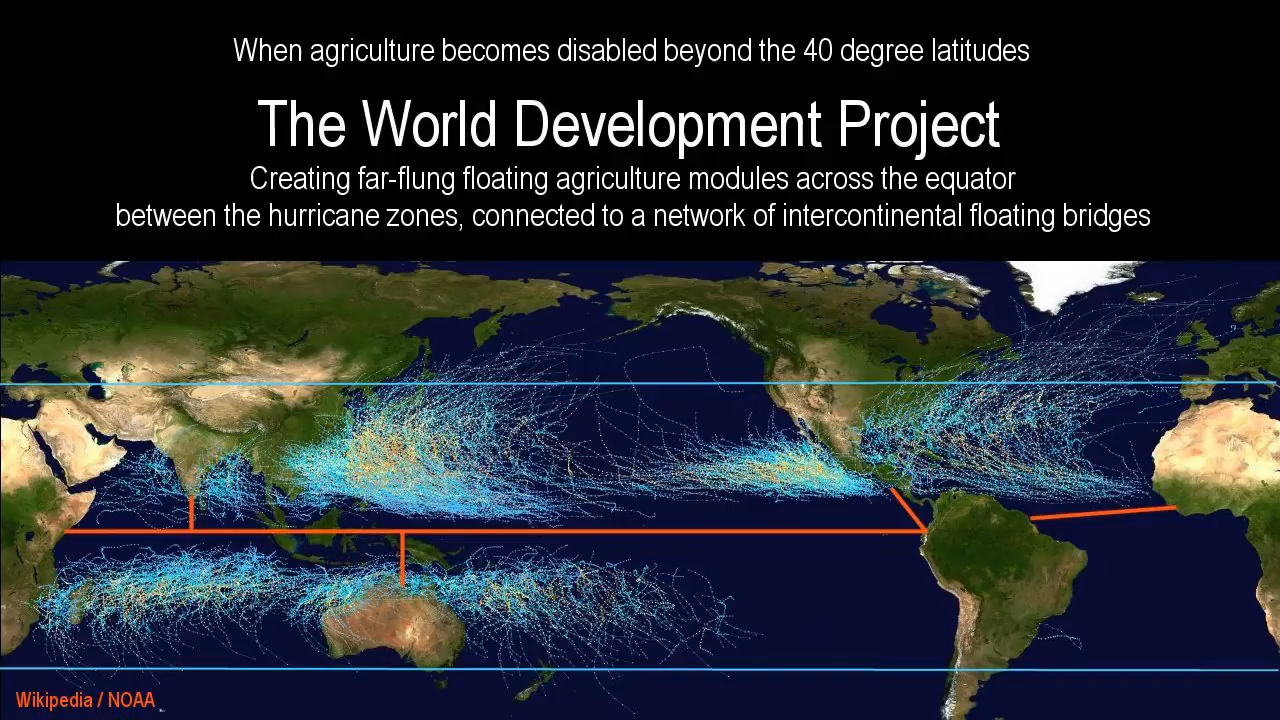 When agriculture becomes disabled beyond the 40 degree latitudes
The World Development Project
Creating far-flung floating agriculture modules across the equator
between the hurricane zones, connected to a network of intercontinental floating bridges
Wikipedia / NOAA